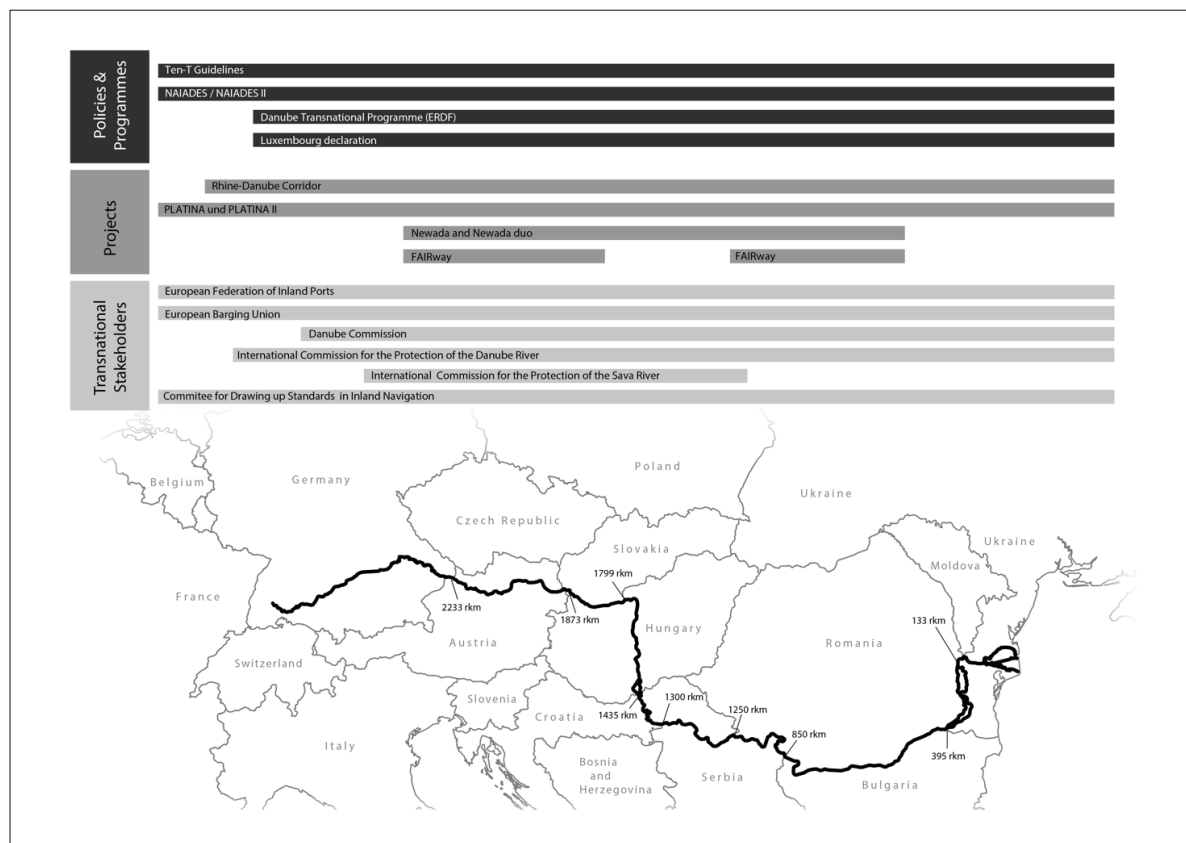 Policies &
Programmes
Ten-T Guidelines
NAIADES / NAIADES II
Danube Transnational Programme (ERDF)
Luxembourg declaration
Projects
Rhine-Danube Corridor
PLATINA und PLATINA II
Newada and Newada duo
FAIRway
FAIRway
Transnational
Stakeholders
European Federation of Inland Ports
European Barging Union
Danube Commission
International Commission for the Protection of the Danube River
International Commission for the Protection of the Sava River
Commitee for Drawing up Standards in Inland Navigation
Belgium
Germany
Poland
Ukraine
Czech Republic
Slovakia
Ukraine
Moldova
1799 rkm
France
2233 rkm
1873 rkm
Hungary
133 rkm
Austria
Romania
Switzerland
Slovenia
1300 rkm
1435 rkm
1250 rkm
Croatia
Italy
850 rkm
395 rkm
Bosnia
and
Herzegovina
Serbia
Bulgaria